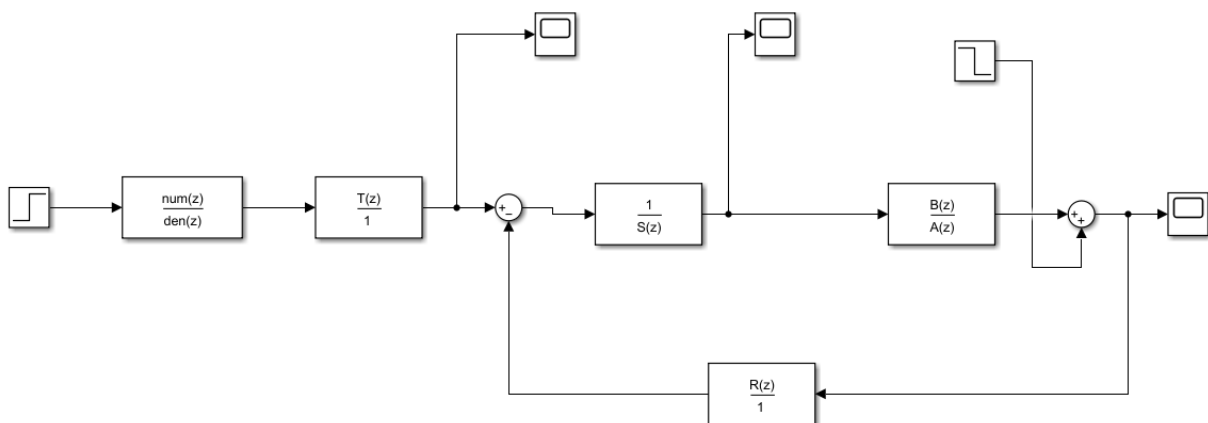 num(z)
den(z)
T(z)
1
+
−
1
S(z)
B(z)
A(z)
+
+
R(z)
1